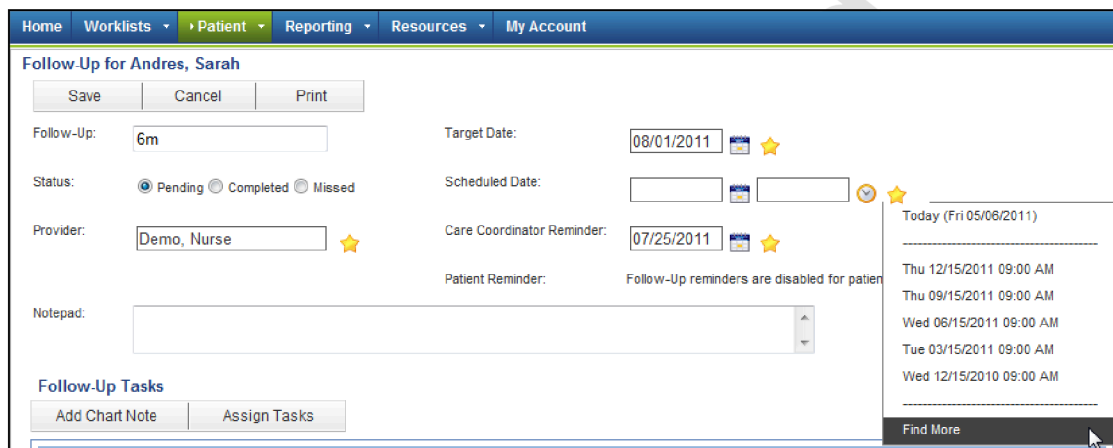 Home Worklists Patient Reporting Resources My Account
Follow-Up for Andres, Sarah
Save Cancel Print
Follow-Up: 6m Target Date: 08/01/2011
Status: Pending Completed Missed Scheduled Date:
Provider: Demo, Nurse Care Coordinator Reminder: 07/25/2011
Patient Reminder: Follow-Up reminders are disabled for patien
Notepad:
Today (Fri 05/06/2011)
----------------------------------------
Thu 12/15/2011 09:00 AM
Thu 09/15/2011 09:00 AM
Wed 06/15/2011 09:00 AM
Tue 03/15/2011 09:00 AM
Wed 12/15/2010 09:00 AM
----------------------------------------
Find More
Follow-Up Tasks
Add Chart Note Assign Tasks